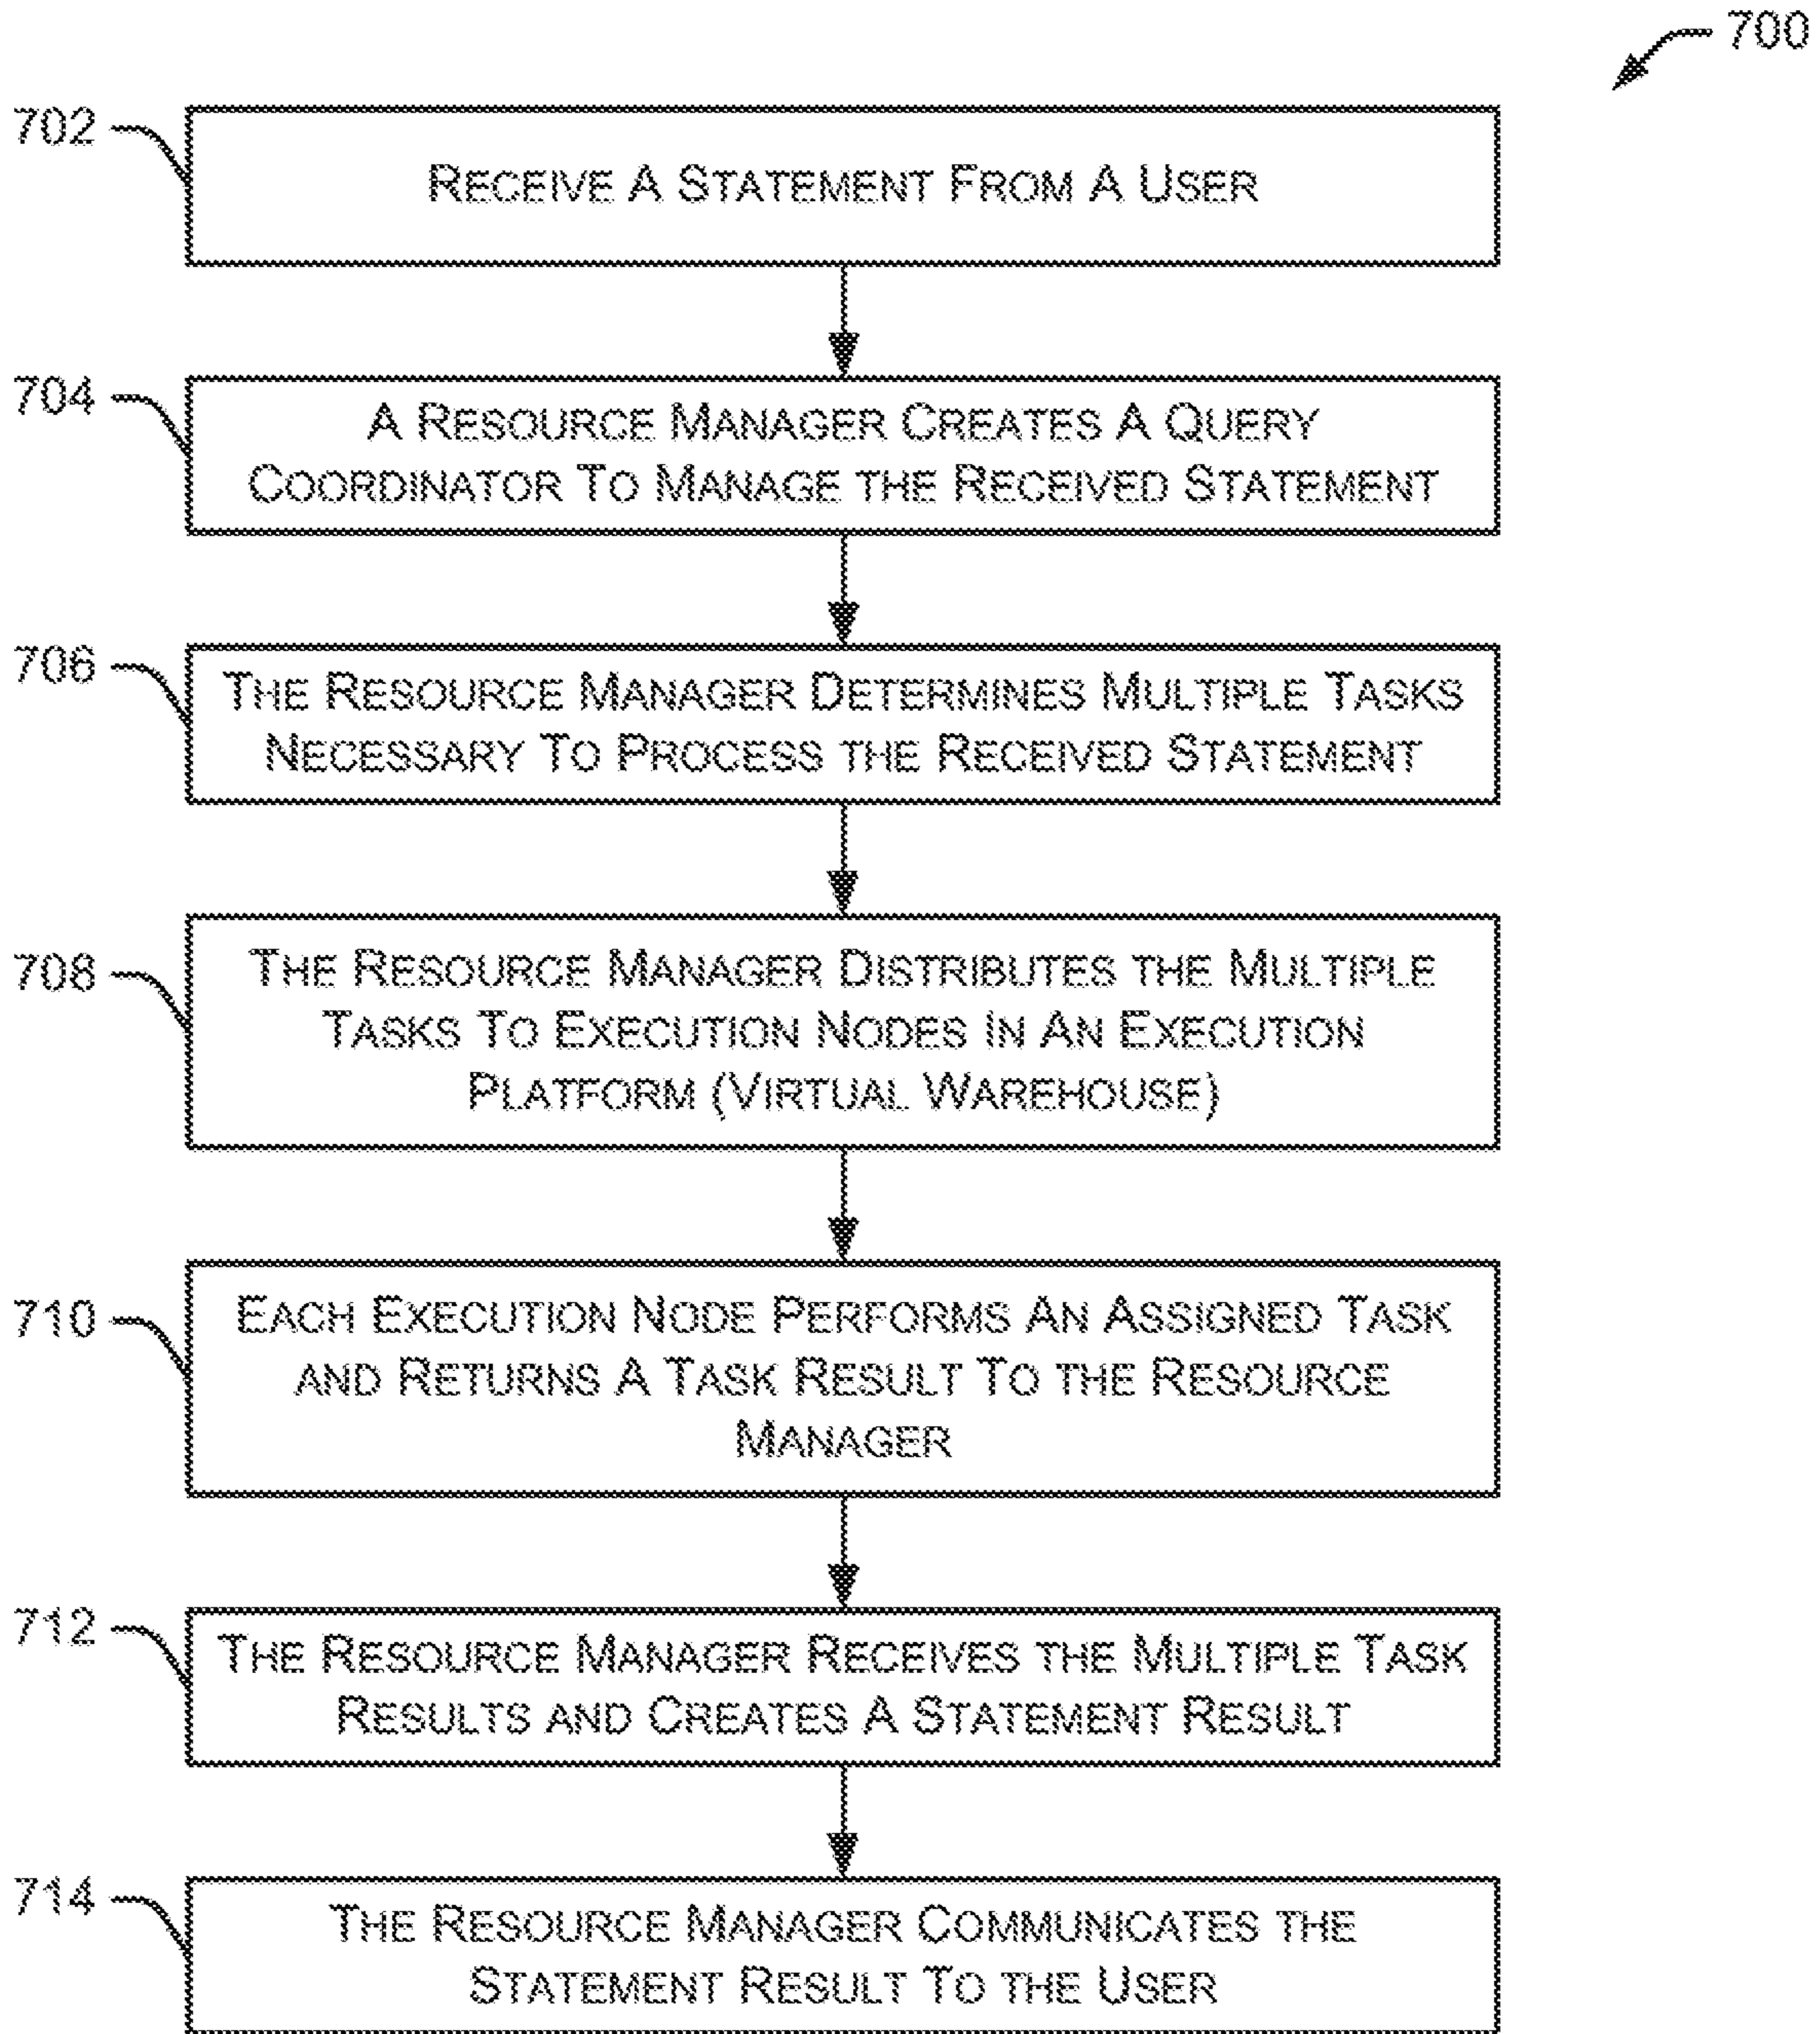 700
702
RECEIVE A STATEMENT FROM A USER
704
A RESOURCE MANAGER CREATES A QUERY
COORDINATOR TO MANAGE THE RECEIVED STATEMENT
706
THE RESOURCE MANAGER DETERMINES MULTIPLE TASKS
NECESSARY TO PROCESS THE RECEIVED STATEMENT
708
THE RESOURCE MANAGER DISTRIBUTES THE MULTIPLE
TASKS TO EXECUTION NODES IN AN EXECUTION
PLATFORM (VIRTUAL WAREHOUSE)
710
EACH EXECUTION NODE PERFORMS AN ASSIGNED TASK
AND RETURNS A TASK RESULT TO THE RESOURCE
MANAGER
712
THE RESOURCE MANAGER RECEIVES THE MULTIPLE TASK
RESULTS AND CREATES A STATEMENT RESULT
714
THE RESOURCE MANAGER COMMUNICATES THE
STATEMENT RESULT TO THE USER